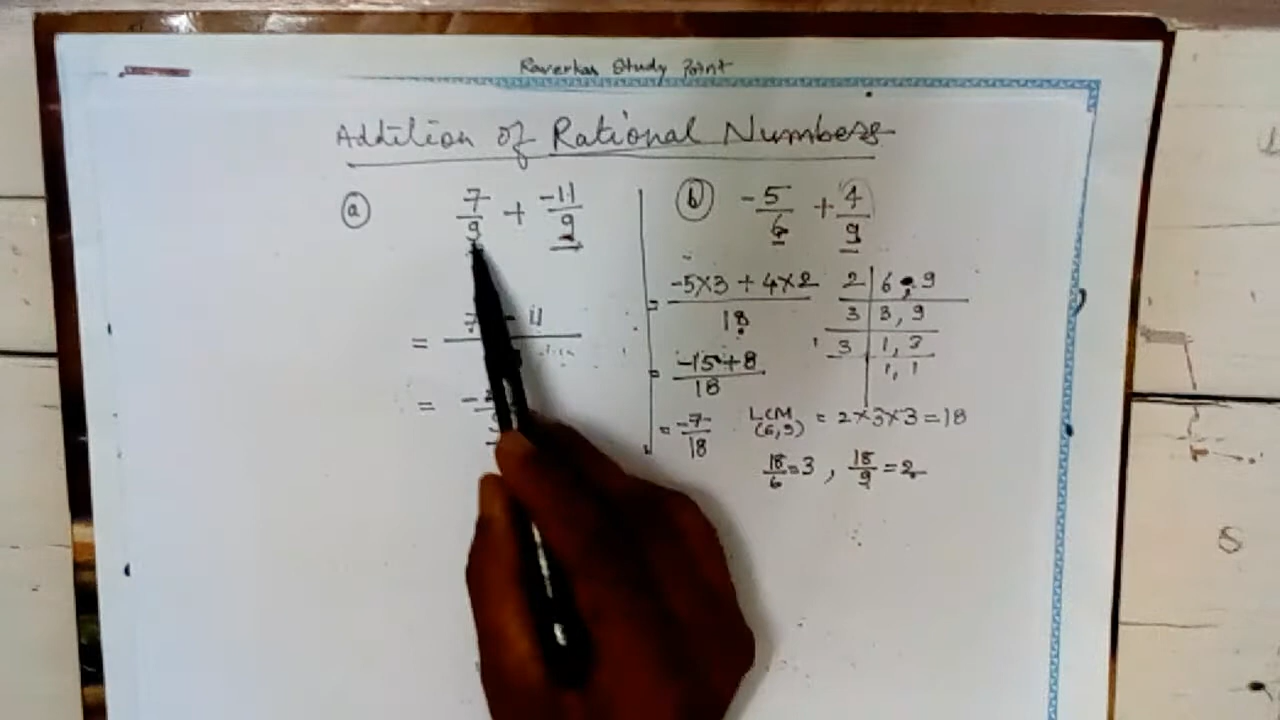 Raverkar Study Point
Addition of Rational Numbers
(a) 7/9 + -11/9
= 7 - 11
= -
(b) -5/6 + 4/9
= -5×3 + 4×2 / 18
= -15+8 / 18
= -7/18
2 | 6, 9
3 | 3, 9
3 | 1, 3
1, 1
LCM (6,9) = 2×3×3=18
18/6=3, 18/9=2
S